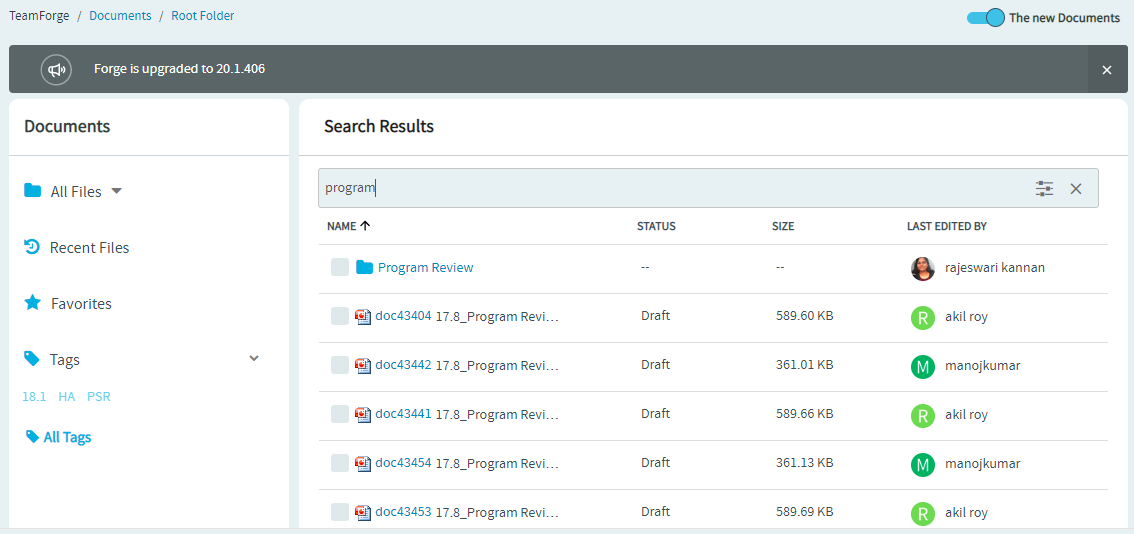 TeamForge / Documents / Root Folder
The new Documents
Forge is upgraded to 20.1.406
Documents
All Files
Recent Files
Favorites
Tags
18.1 HA PSR
All Tags
Search Results
program
NAME STATUS SIZE LAST EDITED BY
Program Review -- -- rajeswari kannan
doc43404 17.8_Program Revi... Draft 589.60 KB R akil roy
doc43442 17.8_Program Revi... Draft 361.01 KB M manojkumar
doc43441 17.8_Program Revi... Draft 589.66 KB R akil roy
doc43454 17.8_Program Revi... Draft 361.13 KB M manojkumar
doc43453 17.8_Program Revi... Draft 589.69 KB R akil roy